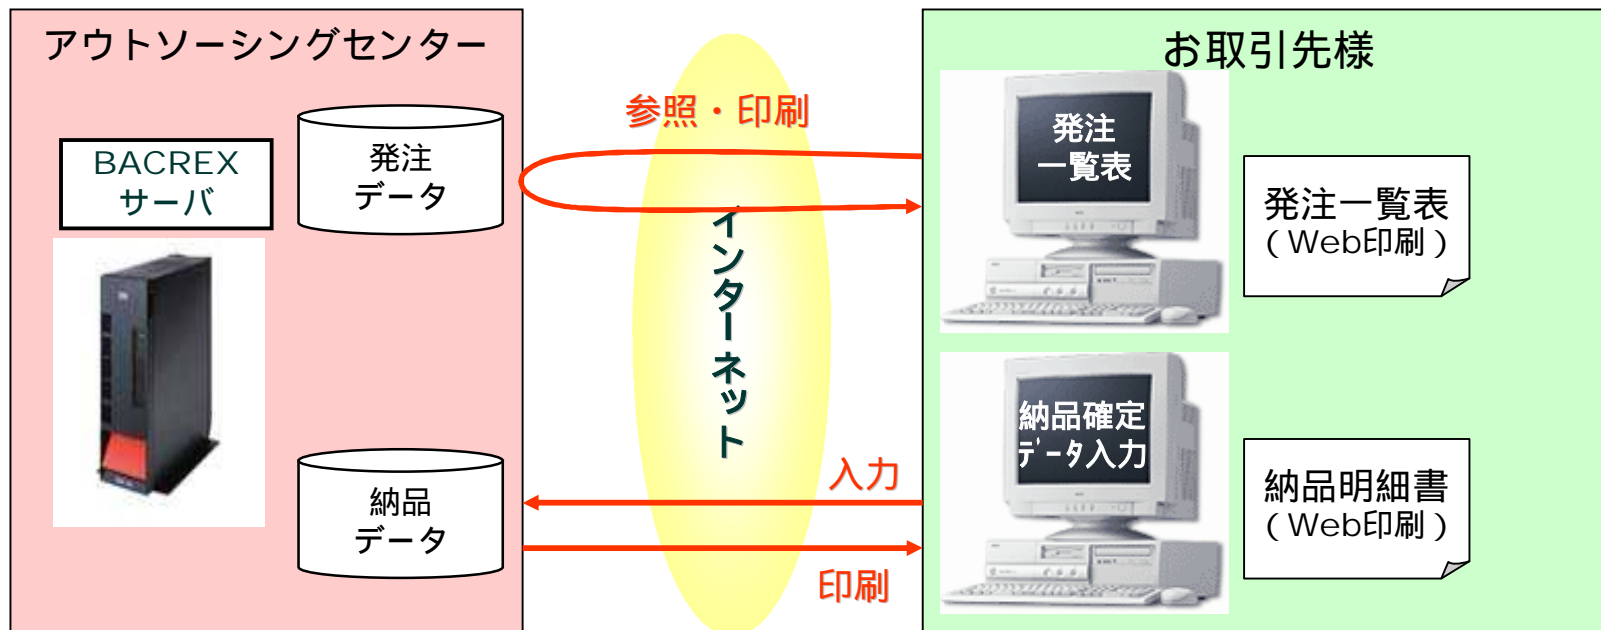 アウトソーシングセンター
BACREX
サーバ
発注
データ
納品
データ
参照・印刷
インターネット
入力
印刷
お取引先様
発注
一覧表
発注一覧表
(Web印刷)
納品確定
ﾃﾞｰﾀ入力
納品明細書
(Web印刷)